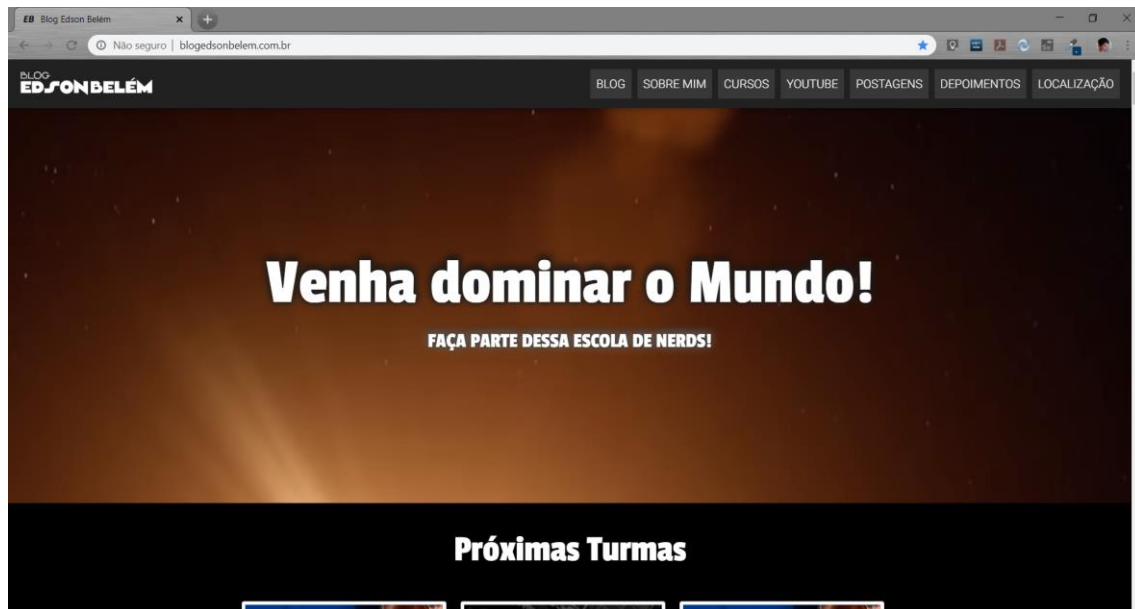 EB Blog Edson Belém
Não seguro | blogedsonbelem.com.br
BLOG
EDSONBELÉM
BLOG SOBRE MIM CURSOS YOUTUBE POSTAGENS DEPOIMENTOS LOCALIZAÇÃO
Venha dominar o Mundo!
FAÇA PARTE DESSA ESCOLA DE NERDS!
Próximas Turmas